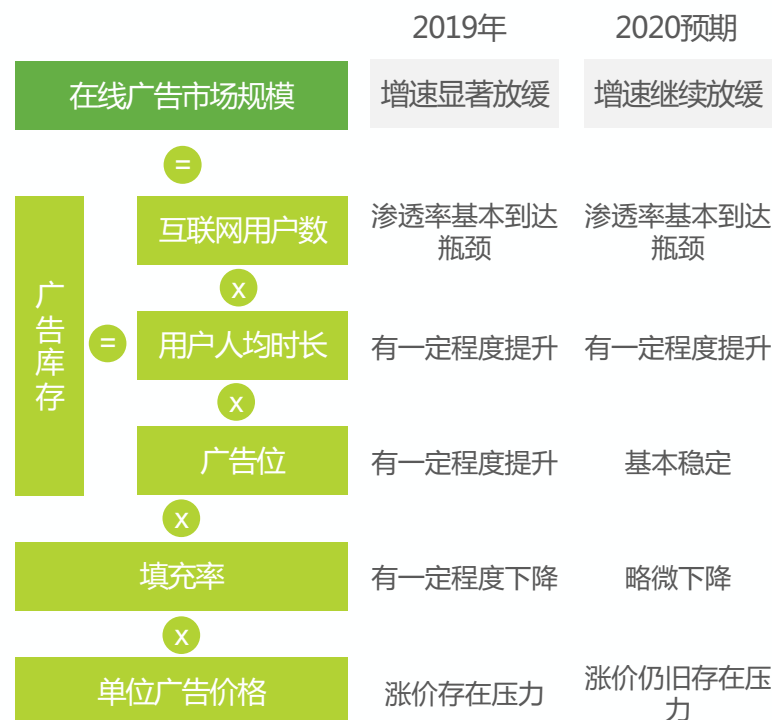 2019年 2020预期
在线广告市场规模 增速显著放缓 增速继续放缓
=
互联网用户数 渗透率基本到达 渗透率基本到达
瓶颈 瓶颈
x
广告库存 = 用户人均时长 有一定程度提升 有一定程度提升
x
广告位 有一定程度提升 基本稳定
x
填充率 有一定程度下降 略微下降
x
单位广告价格 涨价存在压力 涨价仍旧存在压
力